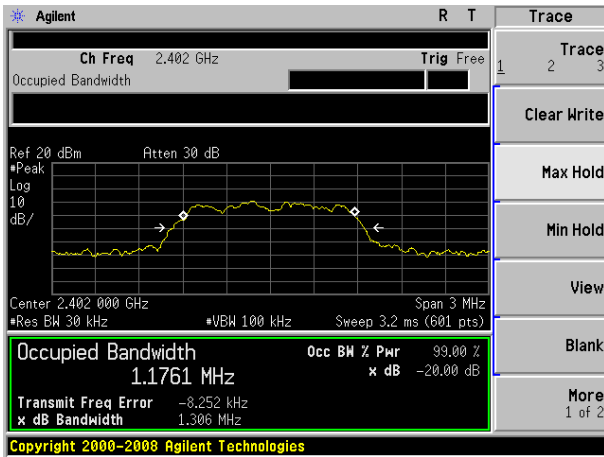 Agilent R T Trace
Ch Freq 2.402 GHz Trig Free
Occupied Bandwidth
Trace
1 2 3
Clear Write
Max Hold
Min Hold
View
Blank
More
1 of 2
Ref 20 dBm Atten 30 dB
#Peak
Log
10
dB/
Center 2.402 000 GHz Span 3 MHz
#Res BW 30 kHz #VBW 100 kHz Sweep 3.2 ms (601 pts)
Occupied Bandwidth Occ BW % Pwr 99.00 %
1.1761 MHz x dB -20.00 dB
Transmit Freq Error -8.252 kHz
x dB Bandwidth 1.306 MHz
Copyright 2000-2008 Agilent Technologies